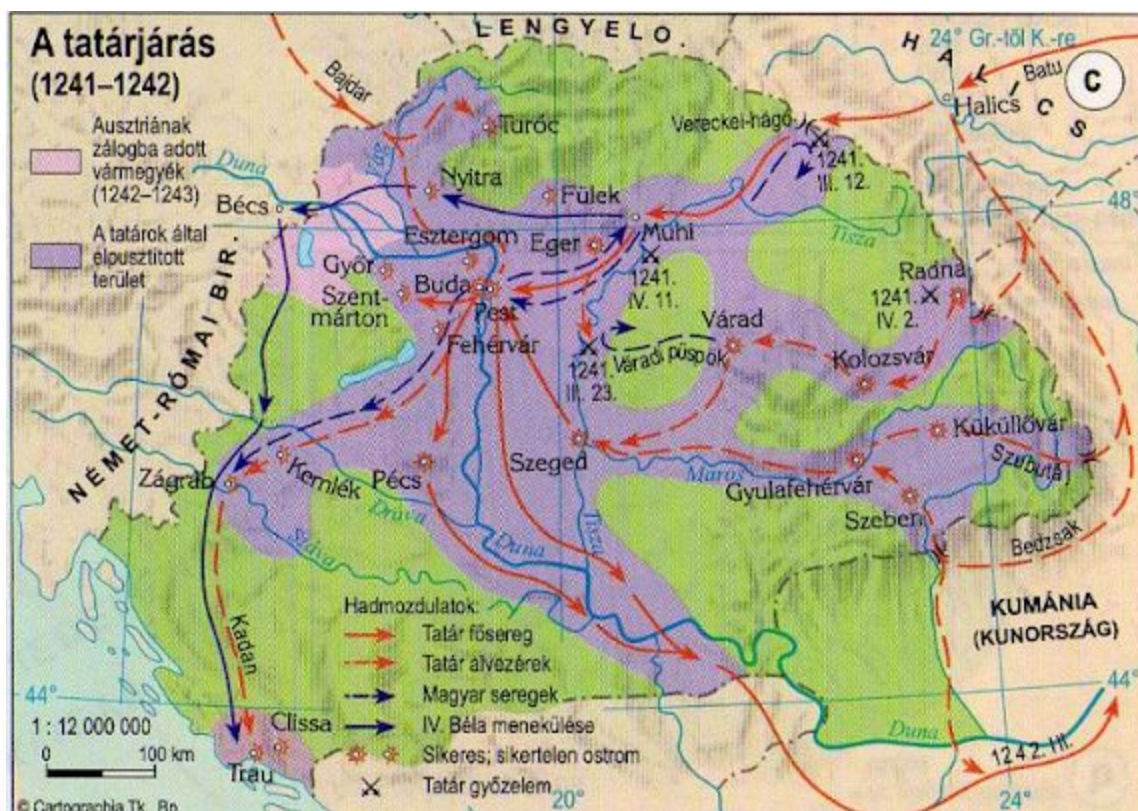 A tatárjárás
(1241–1242)
Ausztriának
zálogba adott
vármegyék
(1242–1243)
A tatárok által
elpusztított
terület
LENGYELO.
HALICS
24° Gr.-től K.-re
Batu
C
Halics
Bajdar
Turóc
Vereckei-hágó
1241.
III. 12.
Duna
Vág
Nyitra
Fülek
48°
Bécs
Muhi
Tisza
Esztergom
Eger
1241.
IV. 11.
Győr
Buda
Radna
1241.
IV. 2.
Szent-
márton
Pest
Várad
Fehérvár
Váradi püspök
Kolozsvár
1241.
III. 23.
NÉMET-RÓMAI BIR.
Küküllővár
Szeged
Szubutáj
Zágráb
Kemlék
Pécs
Maros
Gyulafehérvár
Dráva
Szeben
Száva
Duna
Tisza
Bedzsak
Hadmozdulatok:
KUMÁNIA
(KUNORSZÁG)
Tatár fősereg
Kadan
Tatár alvezérek
44°
Magyar seregek
44°
1 : 12 000 000
Clissa
IV. Béla menekülése
Duna
0 100 km
Sikeres; sikertelen ostrom
1242. III.
Trau
Tatár győzelem
20°
24°
© Cartographia Tk., Bp.